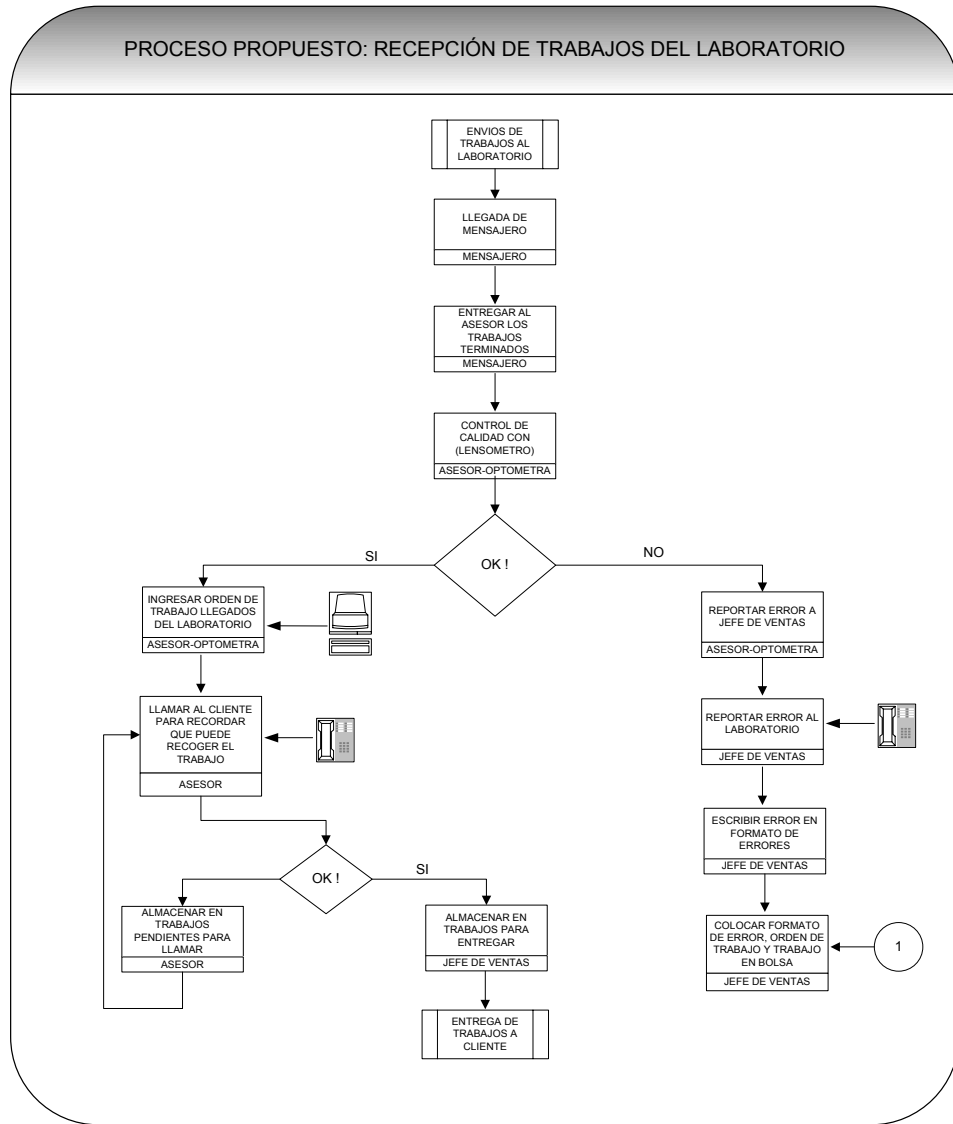 PROCESO PROPUESTO: RECEPCIÓN DE TRABAJOS DEL LABORATORIO
ENVIOS DE
TRABAJOS AL
LABORATORIO
LLEGADA DE
MENSAJERO
MENSAJERO
ENTREGAR AL
ASESOR LOS
TRABAJOS
TERMINADOS
MENSAJERO
CONTROL DE
CALIDAD CON
(LENSOMETRO)
ASESOR-OPTOMETRA
OK !
SI
NO
INGRESAR ORDEN DE
TRABAJO LLEGADOS
DEL LABORATORIO
ASESOR-OPTOMETRA
LLAMAR AL CLIENTE
PARA RECORDAR
QUE PUEDE
RECOGER EL
TRABAJO
ASESOR
OK !
SI
ALMACENAR EN
TRABAJOS
PENDIENTES PARA
LLAMAR
ASESOR
ALMACENAR EN
TRABAJOS PARA
ENTREGAR
JEFE DE VENTAS
ENTREGA DE
TRABAJOS A
CLIENTE
REPORTAR ERROR A
JEFE DE VENTAS
ASESOR-OPTOMETRA
REPORTAR ERROR AL
LABORATORIO
JEFE DE VENTAS
ESCRIBIR ERROR EN
FORMATO DE
ERRORES
JEFE DE VENTAS
COLOCAR FORMATO
DE ERROR, ORDEN DE
TRABAJO Y TRABAJO
EN BOLSA
JEFE DE VENTAS
1